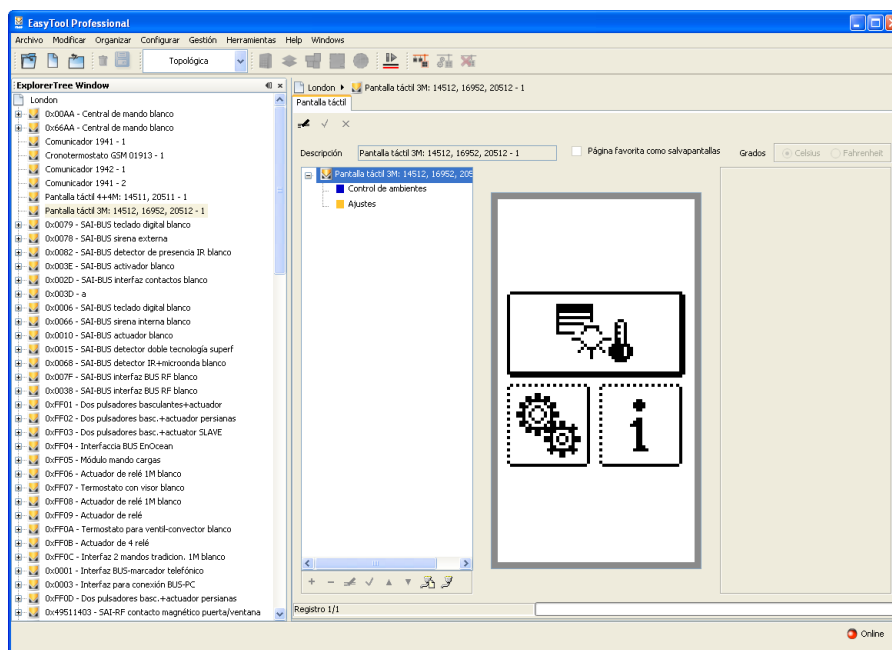 EasyTool Professional
Archivo Modificar Organizar Configurar Gestión Herramientas Help Windows
Topológica
ExplorerTree Window
London
0x00AA - Central de mando blanco
0x66AA - Central de mando blanco
Comunicador 1941 - 1
Cronotermostato GSM 01913 - 1
Comunicador 1942 - 1
Comunicador 1941 - 2
Pantalla táctil 4+4M: 14511, 20511 - 1
Pantalla táctil 3M: 14512, 16952, 20512 - 1
0x0079 - SAI-BUS teclado digital blanco
0x0078 - SAI-BUS sirena externa
0x0082 - SAI-BUS detector de presencia IR blanco
0x003E - SAI-BUS activador blanco
0x002D - SAI-BUS interfaz contactos blanco
0x003D - a
0x0006 - SAI-BUS teclado digital blanco
0x0066 - SAI-BUS sirena interna blanco
0x0010 - SAI-BUS actuador blanco
0x0015 - SAI-BUS detector doble tecnología superf
0x0068 - SAI-BUS detector IR+microonda blanco
0x007F - SAI-BUS interfaz BUS RF blanco
0x0038 - SAI-BUS interfaz BUS RF blanco
0xFF01 - Dos pulsadores basculantes+actuador
0xFF02 - Dos pulsadores basc.+actuador persianas
0xFF03 - Dos pulsadores basc.+actuator SLAVE
0xFF04 - Interfaccia BUS EnOcean
0xFF05 - Módulo mando cargas
0xFF06 - Actuador de relé 1M blanco
0xFF07 - Termostato con visor blanco
0xFF08 - Actuador de relé 1M blanco
0xFF09 - Actuador de relé
0xFF0A - Termostato para ventil-convector blanco
0xFF0B - Actuador de 4 relé
0xFF0C - Interfaz 2 mandos tradicion. 1M blanco
0x0001 - Interfaz BUS-marcador telefónico
0x0003 - Interfaz para conexión BUS-PC
0xFF0D - Dos pulsadores basc.+actuador persianas
0x49511403 - SAI-RF contacto magnético puerta/ventana
London Pantalla táctil 3M: 14512, 16952, 20512 - 1
Pantalla táctil
Descripción Pantalla táctil 3M: 14512, 16952, 20512 - 1 Página favorita como salvapantallas Grados Celsius Fahrenheit
Pantalla táctil 3M: 14512, 16952, 205
Control de ambientes
Ajustes
i
Registro 1/1
Online